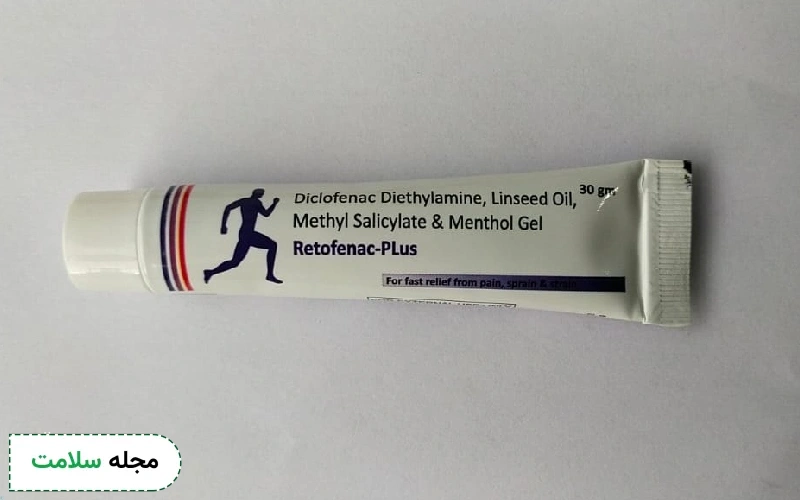 Diclofenac Diethylamine, Linseed Oil, 30 gm
Methyl Salicylate & Menthol Gel
Retofenac-PLus
For fast relief from pain, sprain & strain
مجله سلامت